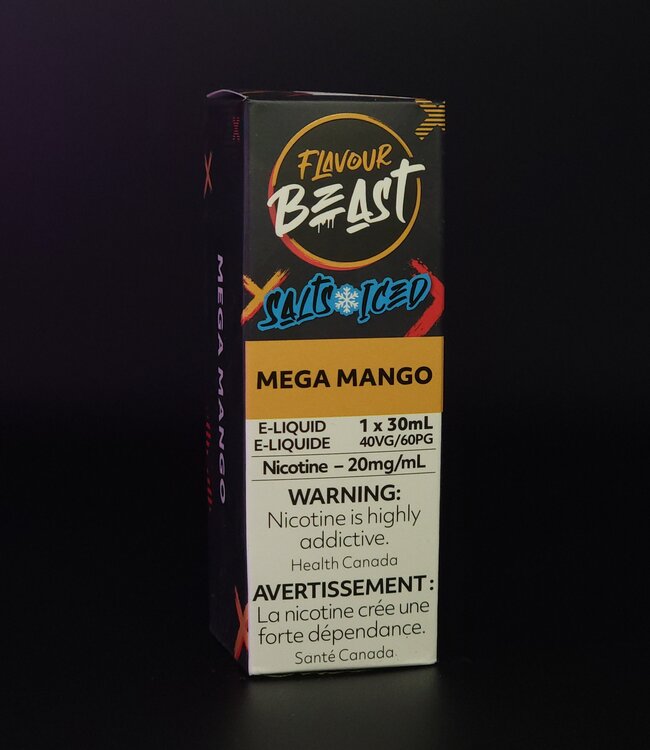 FLAVOUR
BEAST
SALTS ICED
MEGA MANGO
E-LIQUID 1 x 30mL
E-LIQUIDE 40VG/60PG
Nicotine – 20mg/mL
WARNING:
Nicotine is highly
addictive.
Health Canada
AVERTISSEMENT:
La nicotine crée une
forte dépendance.
Santé Canada
MEGA MANGO